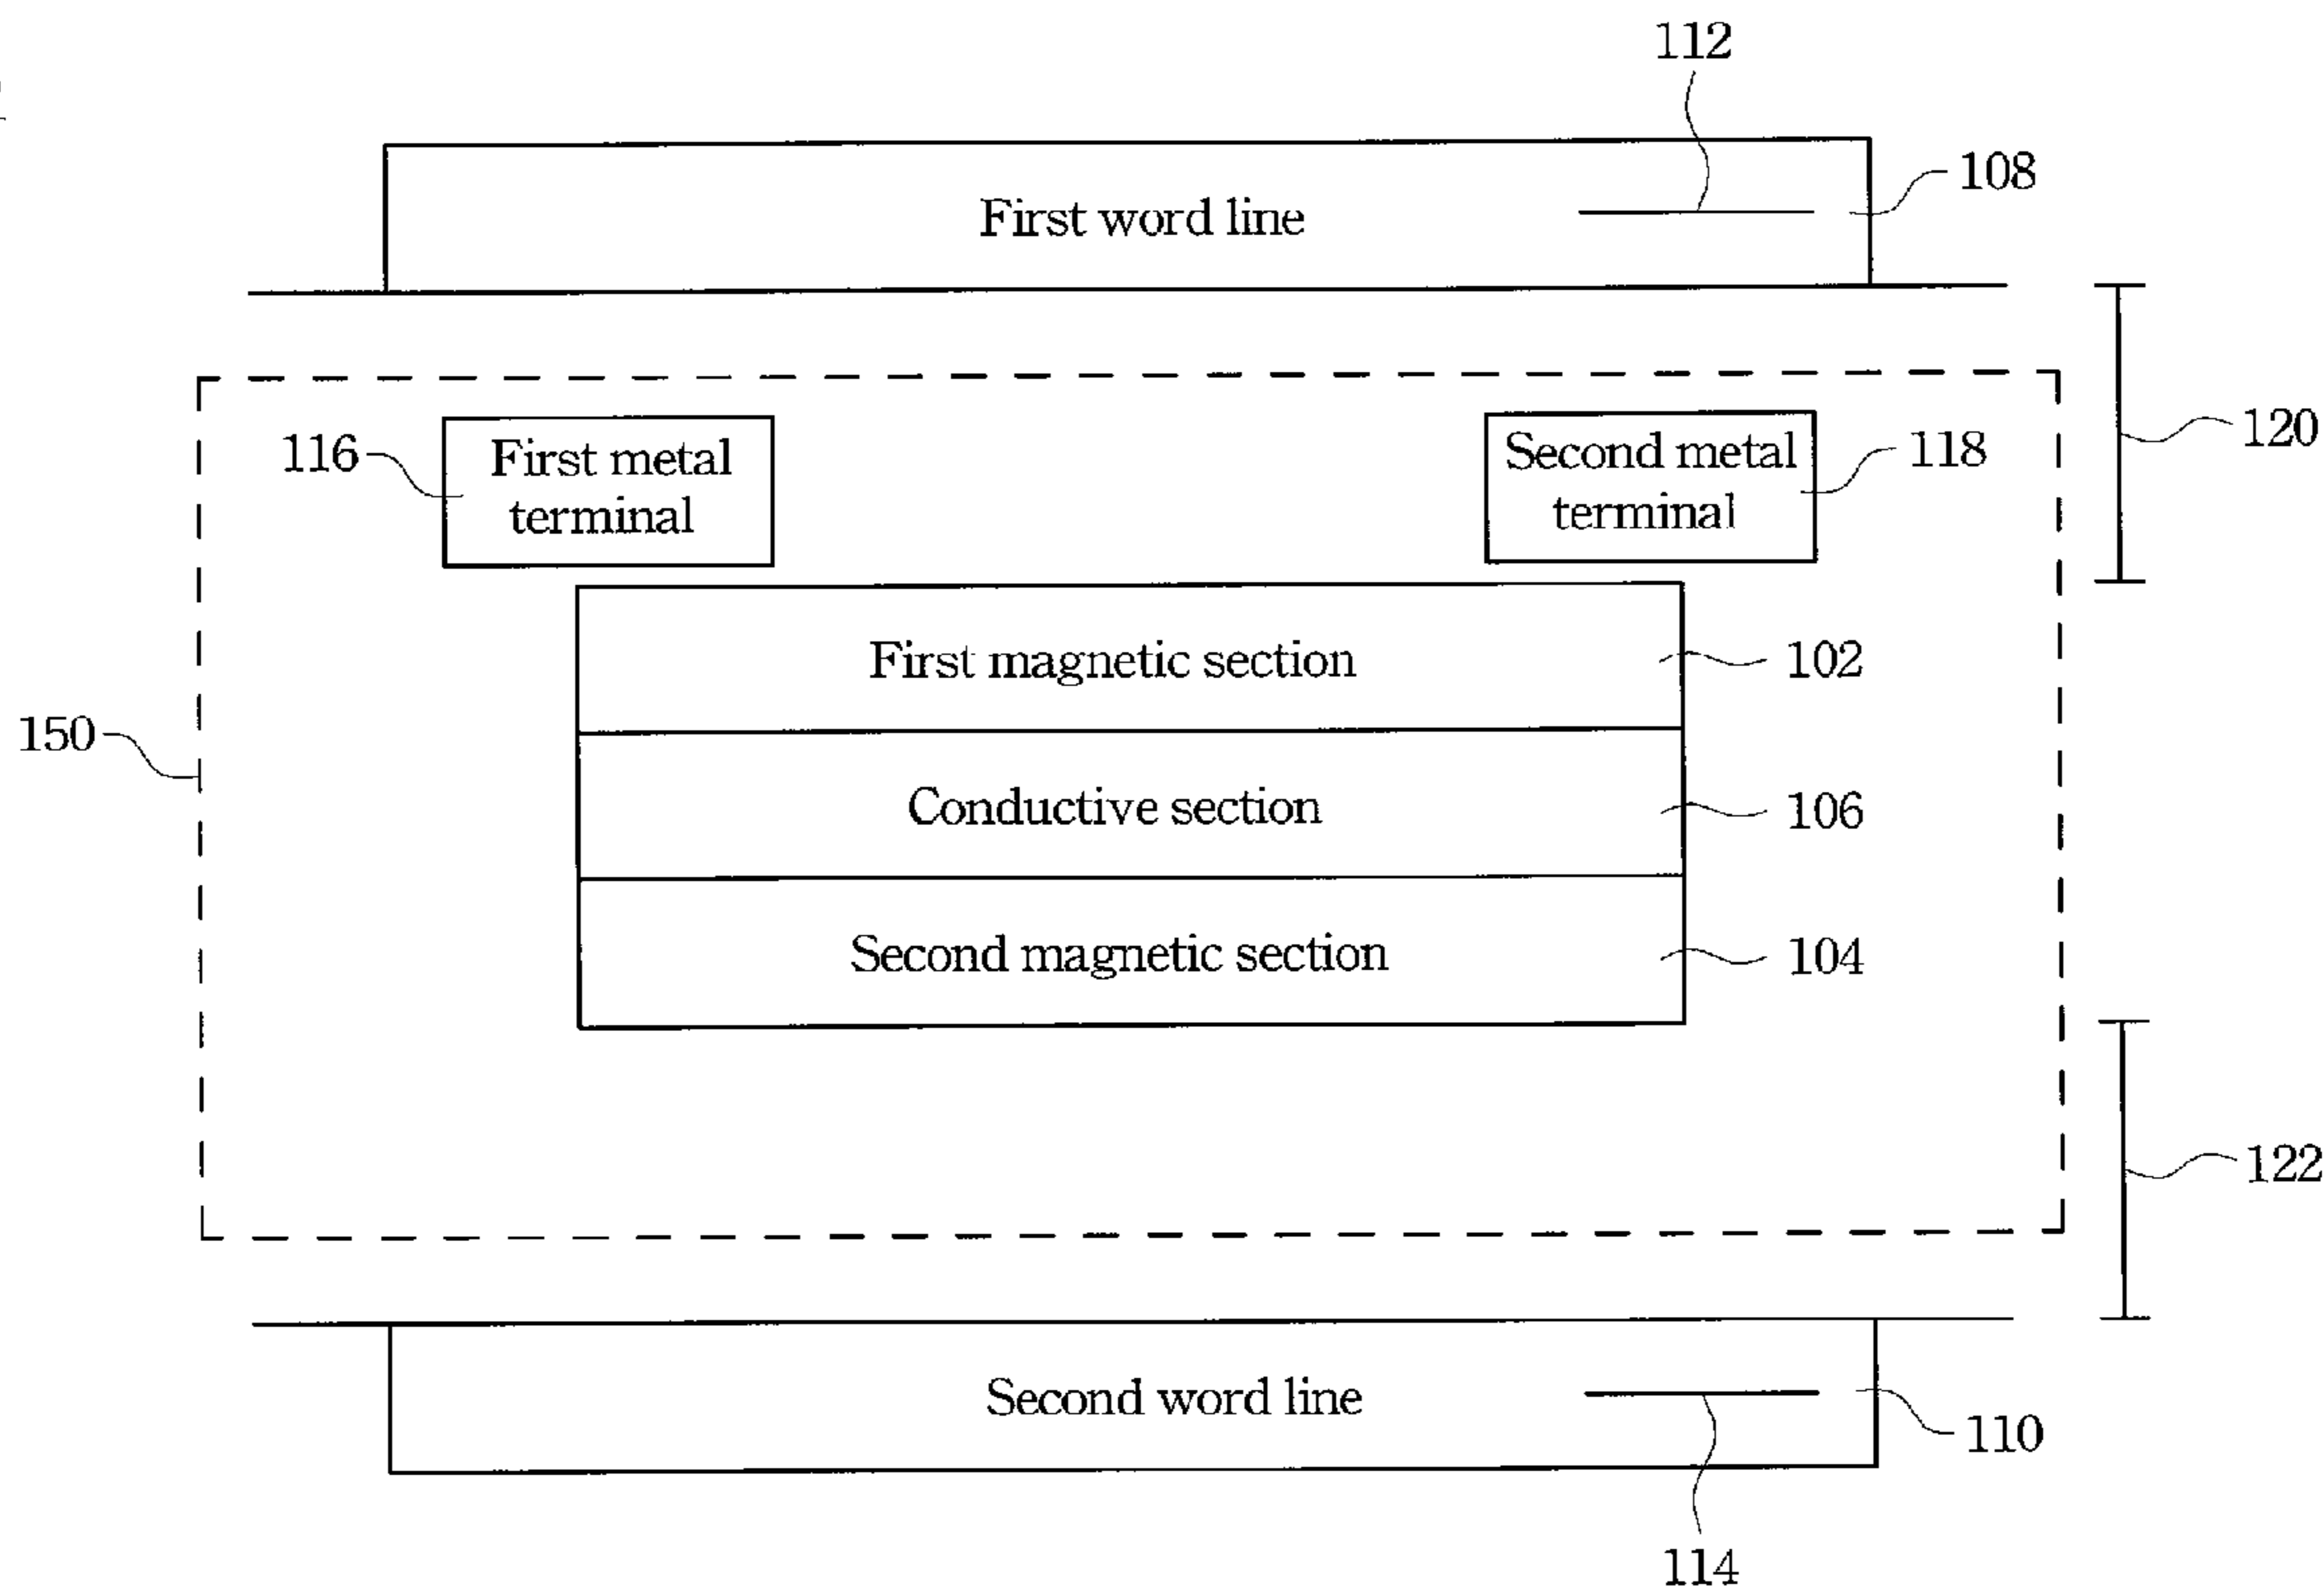 112
First word line
108
First metal
terminal
116
Second metal
terminal
118
120
First magnetic section
102
150
Conductive section
106
Second magnetic section
104
122
Second word line
110
114